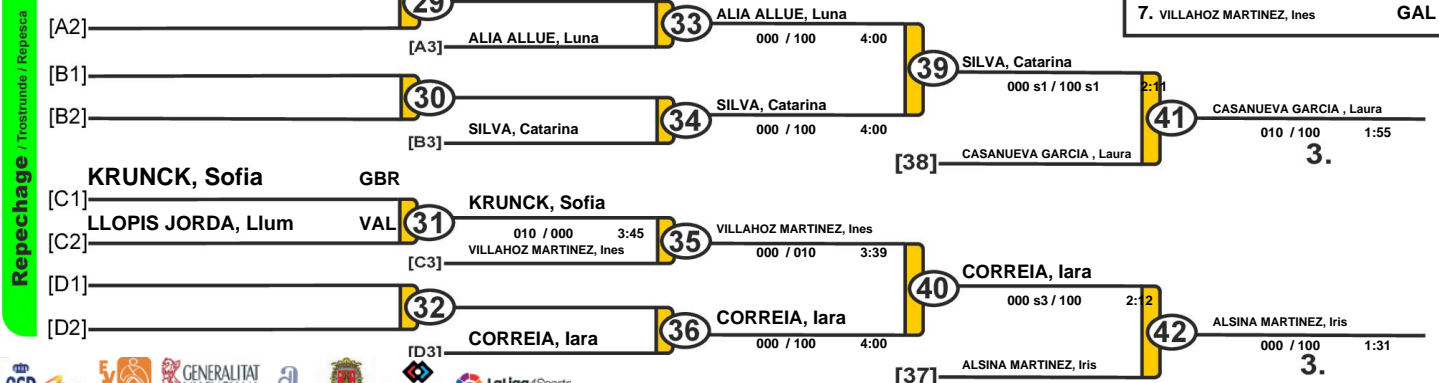 Repechage / Trostrunde / Repesca
7. VILLAHOZ MARTINEZ, Ines GAL
29
[A2]
[A3] ALIA ALLUE, Luna
33
ALIA ALLUE, Luna
000 / 100 4:00
[B1]
[B2]
30
[B3] SILVA, Catarina
34
SILVA, Catarina
000 / 100 4:00
39
SILVA, Catarina
000 s1 / 100 s1 2:11
[38] CASANUEVA GARCIA , Laura
41
CASANUEVA GARCIA , Laura
010 / 100 1:55
3.
KRUNCK, Sofia GBR
[C1]
LLOPIS JORDA, Llum VAL
[C2]
31
KRUNCK, Sofia
010 / 000 3:45
VILLAHOZ MARTINEZ, Ines
[C3]
35
VILLAHOZ MARTINEZ, Ines
000 / 010 3:39
[D1]
[D2]
32
CORREIA, Iara
[D3]
36
CORREIA, Iara
000 / 100 4:00
40
CORREIA, Iara
000 s3 / 100 2:12
ALSINA MARTINEZ, Iris
[37]
42
ALSINA MARTINEZ, Iris
000 / 100 1:31
3.
GENERALITAT
LaLiga4Sports